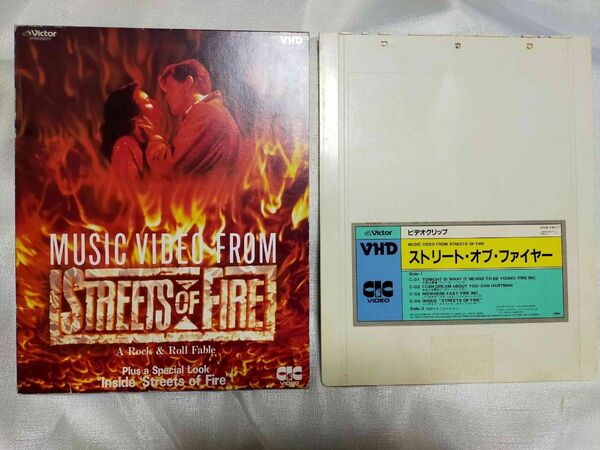 Victor
VHD
MUSIC VIDEO FROM
STREETS OF FIRE
A Rock & Roll Fable
Plus a Special Look
"Inside Streets of Fire"
CIC
VIDEO
Victor
ビデオクリップ
VHD
MUSIC VIDEO FROM STREETS OF FIRE
ストリート・オブ・ファイヤー
CIC
VIDEO
Side-1
C-01 TONIGHT IS WHAT IT MEANS TO BE YOUNG/FIRE INC.
C-02 I CAN DREAM ABOUT YOU/DAN HARTMAN
C-03 NOWHERE FAST/FIRE INC.
C-04 INSIDE "STREETS OF FIRE"
Side-2